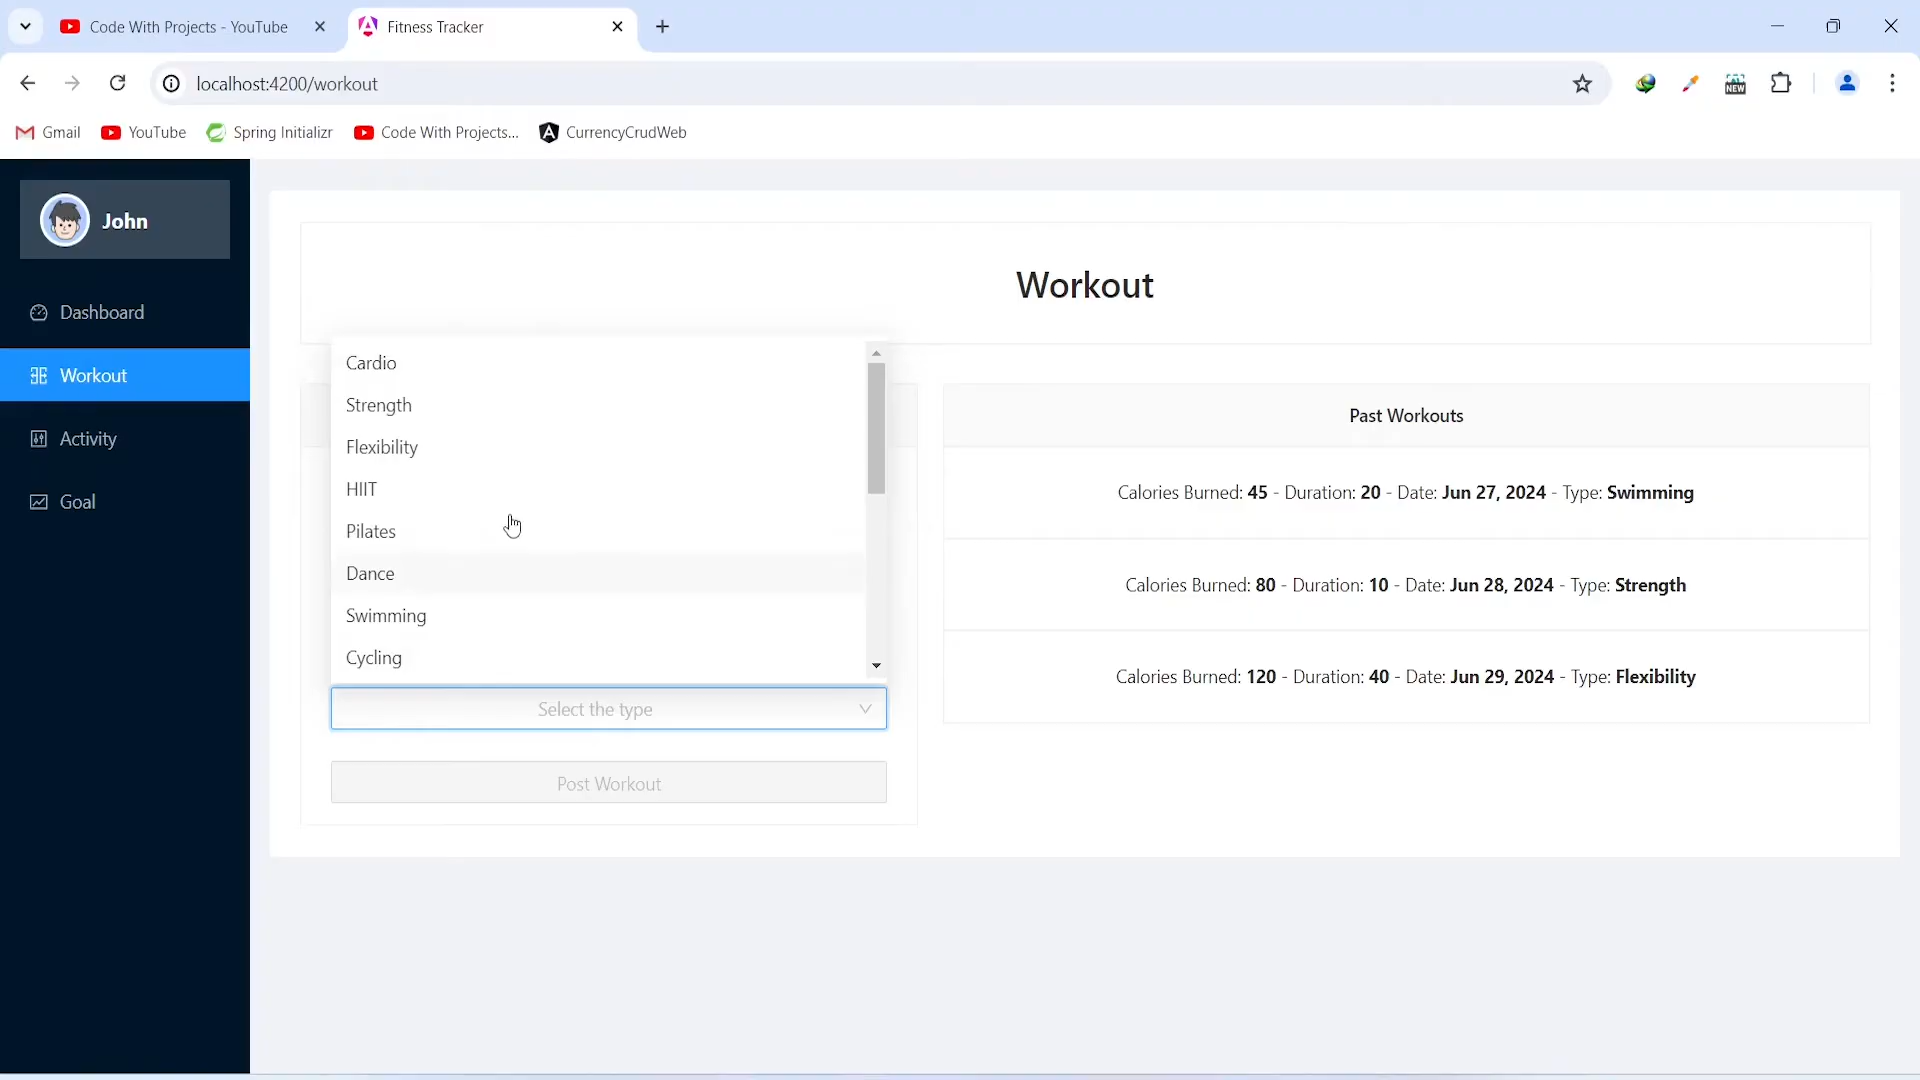 Code With Projects - YouTube
Fitness Tracker
localhost:4200/workout
NEW
Gmail
YouTube
Spring Initializr
Code With Projects...
CurrencyCrudWeb
John
Dashboard
Workout
Activity
Goal
Workout
Cardio
Strength
Flexibility
HIIT
Pilates
Dance
Swimming
Cycling
Select the type
Post Workout
Past Workouts
Calories Burned: 45 - Duration: 20 - Date: Jun 27, 2024 - Type: Swimming
Calories Burned: 80 - Duration: 10 - Date: Jun 28, 2024 - Type: Strength
Calories Burned: 120 - Duration: 40 - Date: Jun 29, 2024 - Type: Flexibility